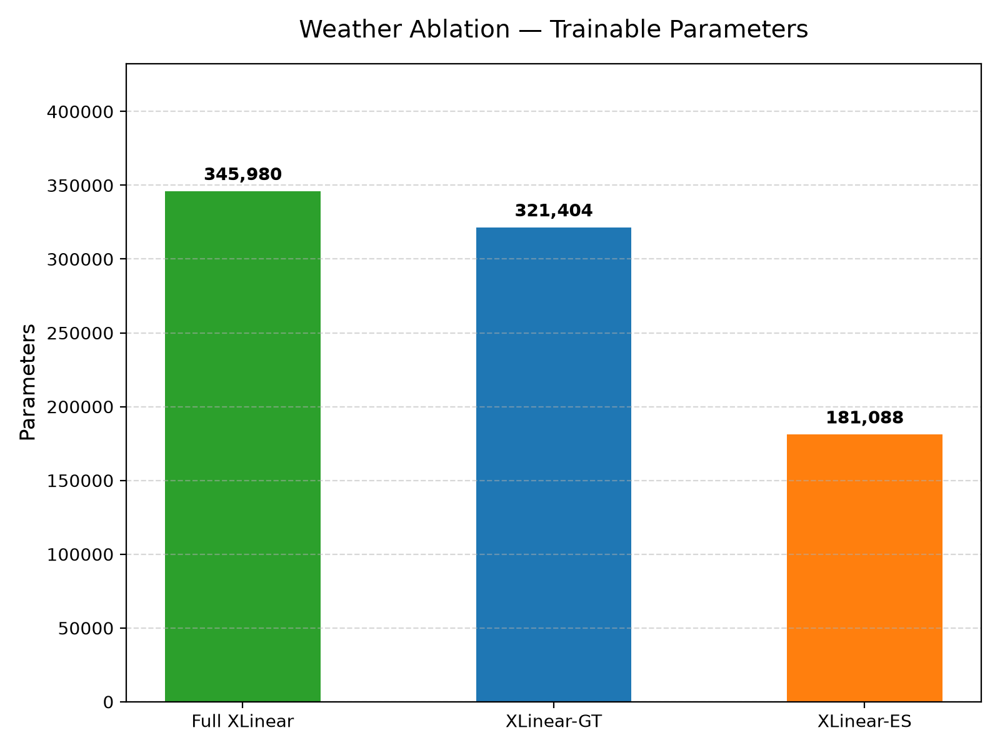 Weather Ablation — Trainable Parameters
Parameters
400000
350000
300000
250000
200000
150000
100000
50000
0
345,980
321,404
181,088
Full XLinear
XLinear-GT
XLinear-ES